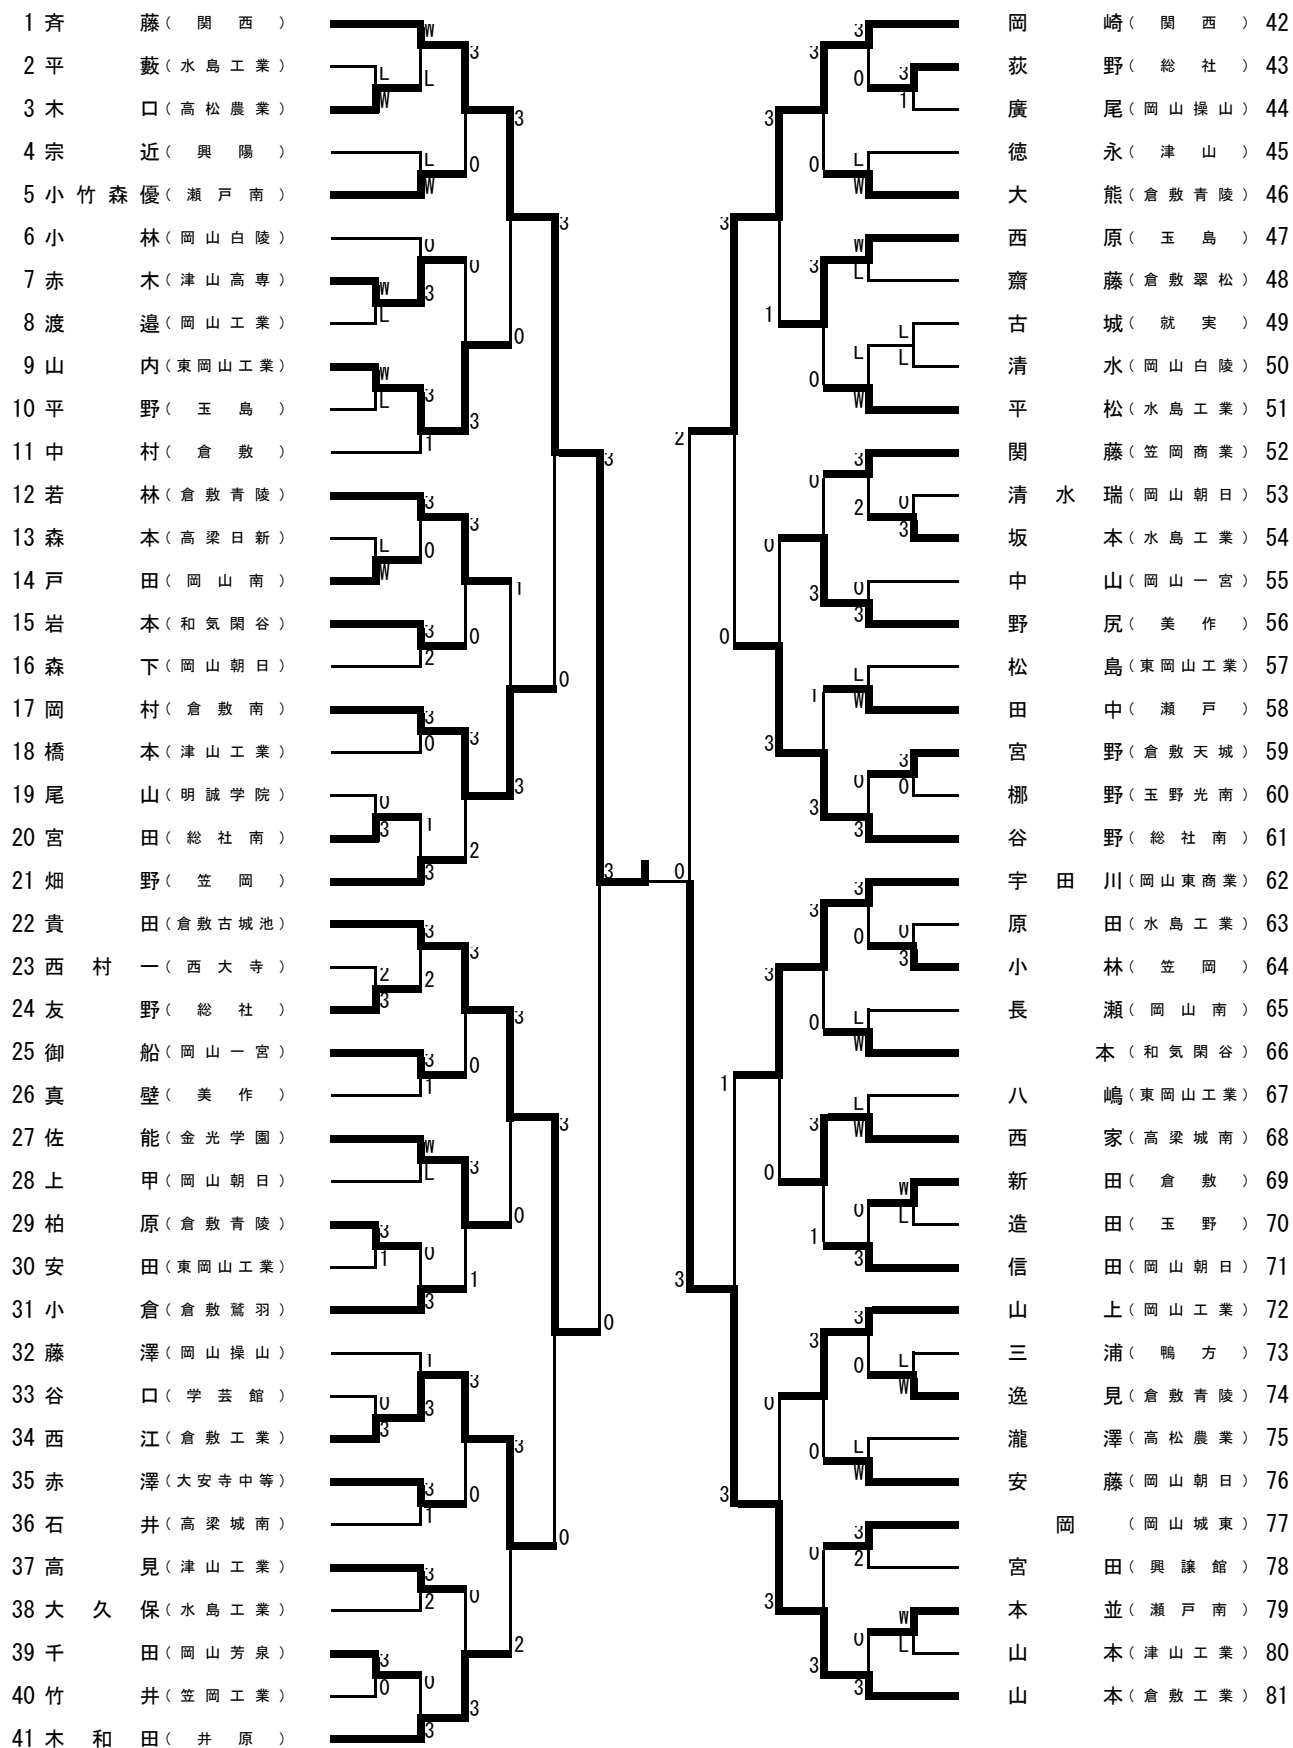 1 斉藤(関西)
2 平藪(水島工業)
3 木口(高松農業)
4 宗近(興陽)
5 小竹森優(瀬戸南)
6 小林(岡山白陵)
7 赤木(津山高専)
8 渡邉(岡山工業)
9 山内(東岡山工業)
10 平野(玉島)
11 中村(倉敷)
12 若林(倉敷青陵)
13 森本(高梁日新)
14 戸田(岡山南)
15 岩本(和気閑谷)
16 森下(岡山朝日)
17 岡村(倉敷南)
18 橋本(津山工業)
19 尾山(明誠学院)
20 宮田(総社南)
21 畑野(笠岡)
22 貴田(倉敷古城池)
23 西村一(西大寺)
24 友野(総社)
25 御船(岡山一宮)
26 真壁(美作)
27 佐能(金光学園)
28 上甲(岡山朝日)
29 柏原(倉敷青陵)
30 安田(東岡山工業)
31 小倉(倉敷鷲羽)
32 藤澤(岡山操山)
33 谷口(学芸館)
34 西江(倉敷工業)
35 赤澤(大安寺中等)
36 石井(高梁城南)
37 高見(津山工業)
38 大久保(水島工業)
39 千田(岡山芳泉)
40 竹井(笠岡工業)
41 木和田(井原)
岡崎(関西) 42
荻野(総社) 43
廣尾(岡山操山) 44
徳永(津山) 45
大熊(倉敷青陵) 46
西原(玉島) 47
齋藤(倉敷翠松) 48
古城(就実) 49
清水(岡山白陵) 50
平松(水島工業) 51
関藤(笠岡商業) 52
清水瑞(岡山朝日) 53
坂本(水島工業) 54
中山(岡山一宮) 55
野尻(美作) 56
松島(東岡山工業) 57
田中(瀬戸) 58
宮野(倉敷天城) 59
梛野(玉野光南) 60
谷野(総社南) 61
宇田川(岡山東商業) 62
原田(水島工業) 63
小林(笠岡) 64
長瀬(岡山南) 65
本(和気閑谷) 66
八嶋(東岡山工業) 67
西家(高梁城南) 68
新田(倉敷) 69
造田(玉野) 70
信田(岡山朝日) 71
山上(岡山工業) 72
三浦(鴨方) 73
逸見(倉敷青陵) 74
瀧澤(高松農業) 75
安藤(岡山朝日) 76
岡(岡山城東) 77
宮田(興譲館) 78
本並(瀬戸南) 79
山本(津山工業) 80
山本(倉敷工業) 81